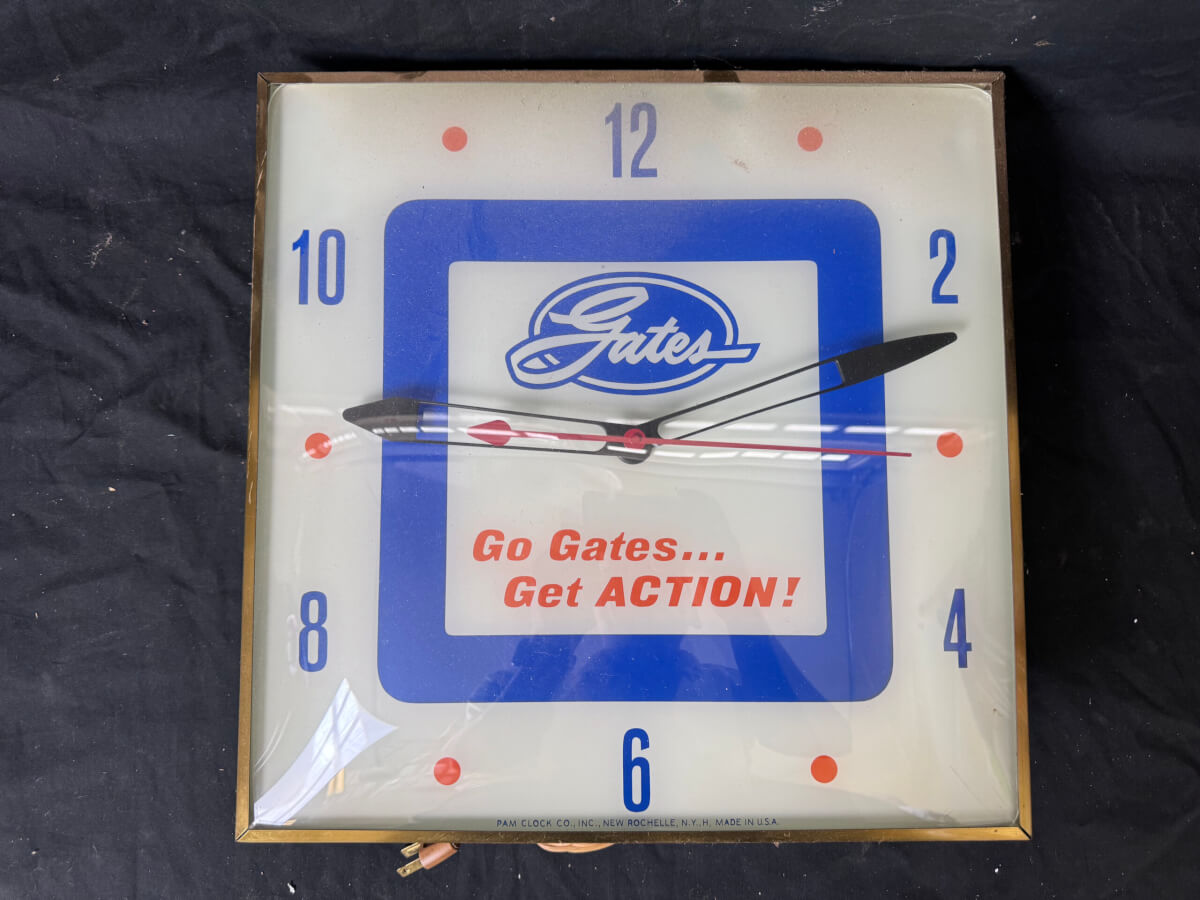 12
10
2
Gates
Go Gates...
Get ACTION!
8
4
6
PAM CLOCK CO., INC., NEW ROCHELLE, N.Y., H, MADE IN U.S.A.